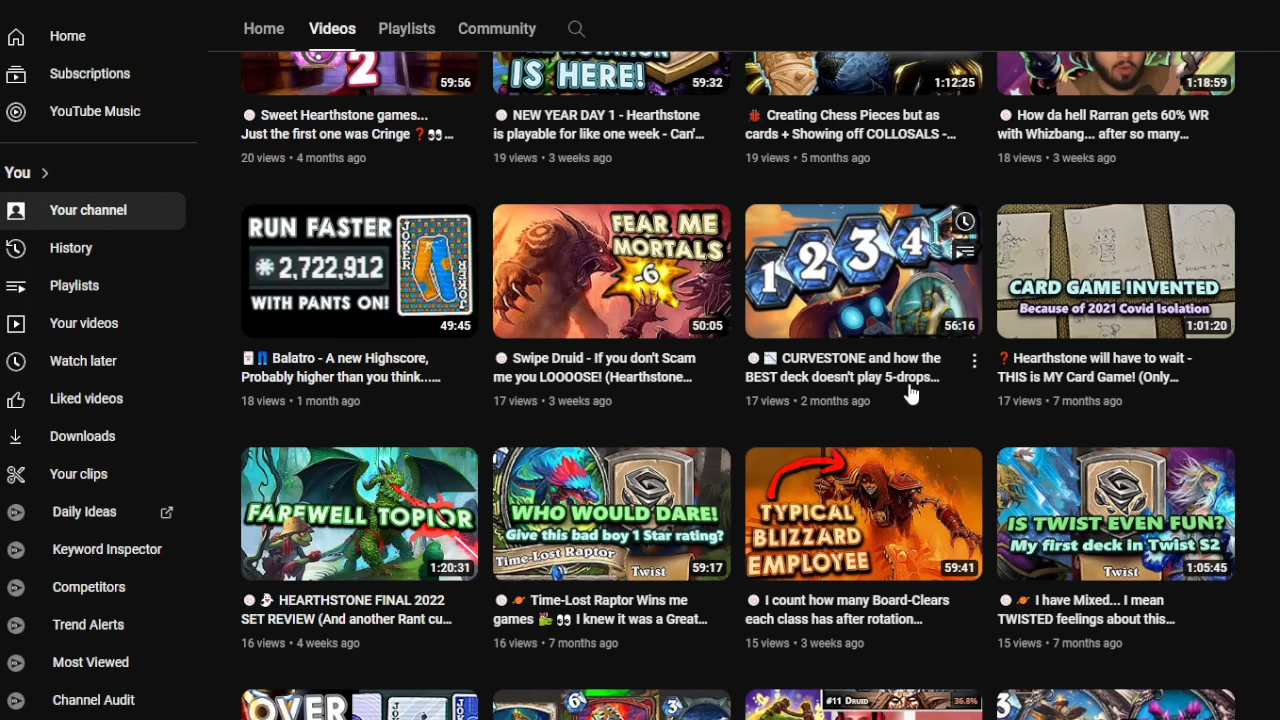 Home
Subscriptions
YouTube Music
You
Your channel
History
Playlists
Your videos
Watch later
Liked videos
Downloads
Your clips
Daily Ideas
Keyword Inspector
Competitors
Trend Alerts
Most Viewed
Channel Audit
Home Videos Playlists Community
2
59:56
IS HERE!
59:32
1:12:25
1:18:59
Sweet Hearthstone games...
Just the first one was Cringe ❓👀 ...
20 views • 4 months ago
NEW YEAR DAY 1 - Hearthstone
is playable for like one week - Can'...
19 views • 3 weeks ago
Creating Chess Pieces but as
cards + Showing off COLLOSALS -...
19 views • 5 months ago
How da hell Rarran gets 60% WR
with Whizbang... after so many...
18 views • 3 weeks ago
RUN FASTER
2,722,912
WITH PANTS ON!
JOKER
JOKER
49:45
FEAR ME
MORTALS
-6
50:05
1 2 3 4
56:16
CARD GAME INVENTED
Because of 2021 Covid Isolation
1:01:20
Balatro - A new Highscore,
Probably higher than you think......
18 views • 1 month ago
Swipe Druid - If you don't Scam
me you LOOOOSE! (Hearthstone...
17 views • 3 weeks ago
CURVESTONE and how the
BEST deck doesn't play 5-drops...
17 views • 2 months ago
❓ Hearthstone will have to wait -
THIS is MY Card Game! (Only...
17 views • 7 months ago
FAREWELL TOPIOR
1:20:31
WHO WOULD DARE!
Give this bad boy 1 Star rating?
Time-Lost Raptor
Twist
59:17
TYPICAL
BLIZZARD
EMPLOYEE
59:41
IS TWIST EVEN FUN?
My first deck in Twist S2
Twist
1:05:45
HEARTHSTONE FINAL 2022
SET REVIEW (And another Rant cu...
16 views • 4 weeks ago
Time-Lost Raptor Wins me
games 👀 I knew it was a Great...
16 views • 7 months ago
I count how many Board-Clears
each class has after rotation...
15 views • 3 weeks ago
I have Mixed... I mean
TWISTED feelings about this...
15 views • 7 months ago
OVER
6
3
#11 DRUID
36.8%
3